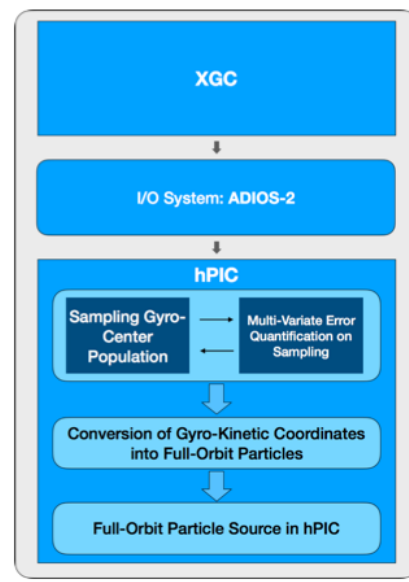 XGC
I/O System: ADIOS-2
hPIC
Sampling Gyro-
Center
Population
Multi-Variate Error
Quantification on
Sampling
Conversion of Gyro-Kinetic Coordinates
into Full-Orbit Particles
Full-Orbit Particle Source in hPIC